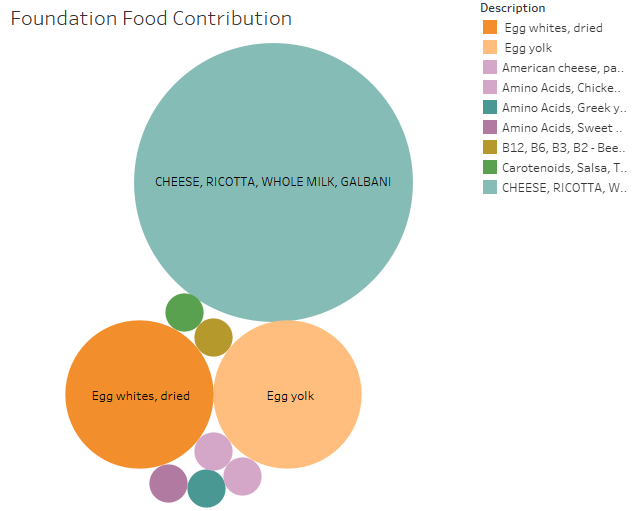 Foundation Food Contribution
Description
Egg whites, dried
Egg yolk
American cheese, pa..
Amino Acids, Chicke..
Amino Acids, Greek y..
Amino Acids, Sweet ..
B12, B6, B3, B2 - Bee..
Carotenoids, Salsa, T..
CHEESE, RICOTTA, W..
CHEESE, RICOTTA, WHOLE MILK, GALBANI
Egg whites, dried
Egg yolk